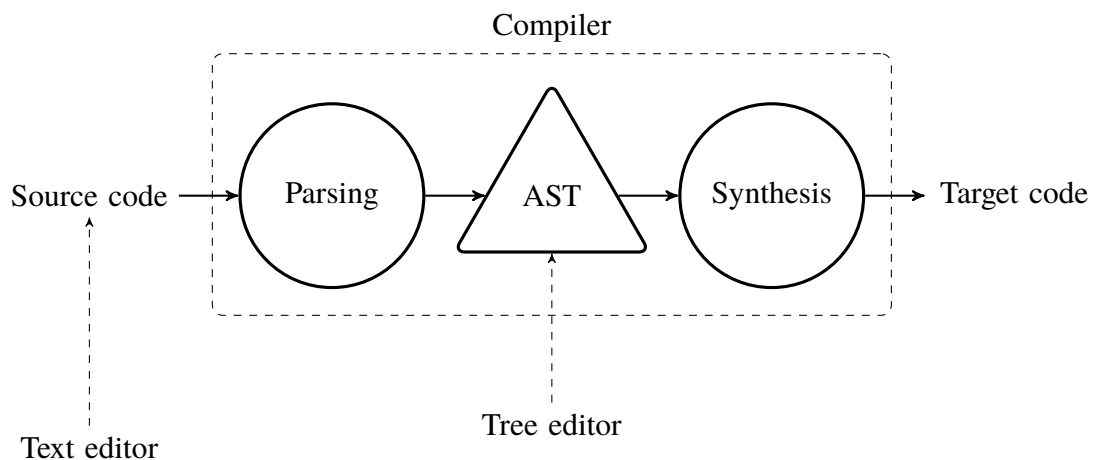 Compiler
Source code
Parsing
AST
Synthesis
Target code
Tree editor
Text editor